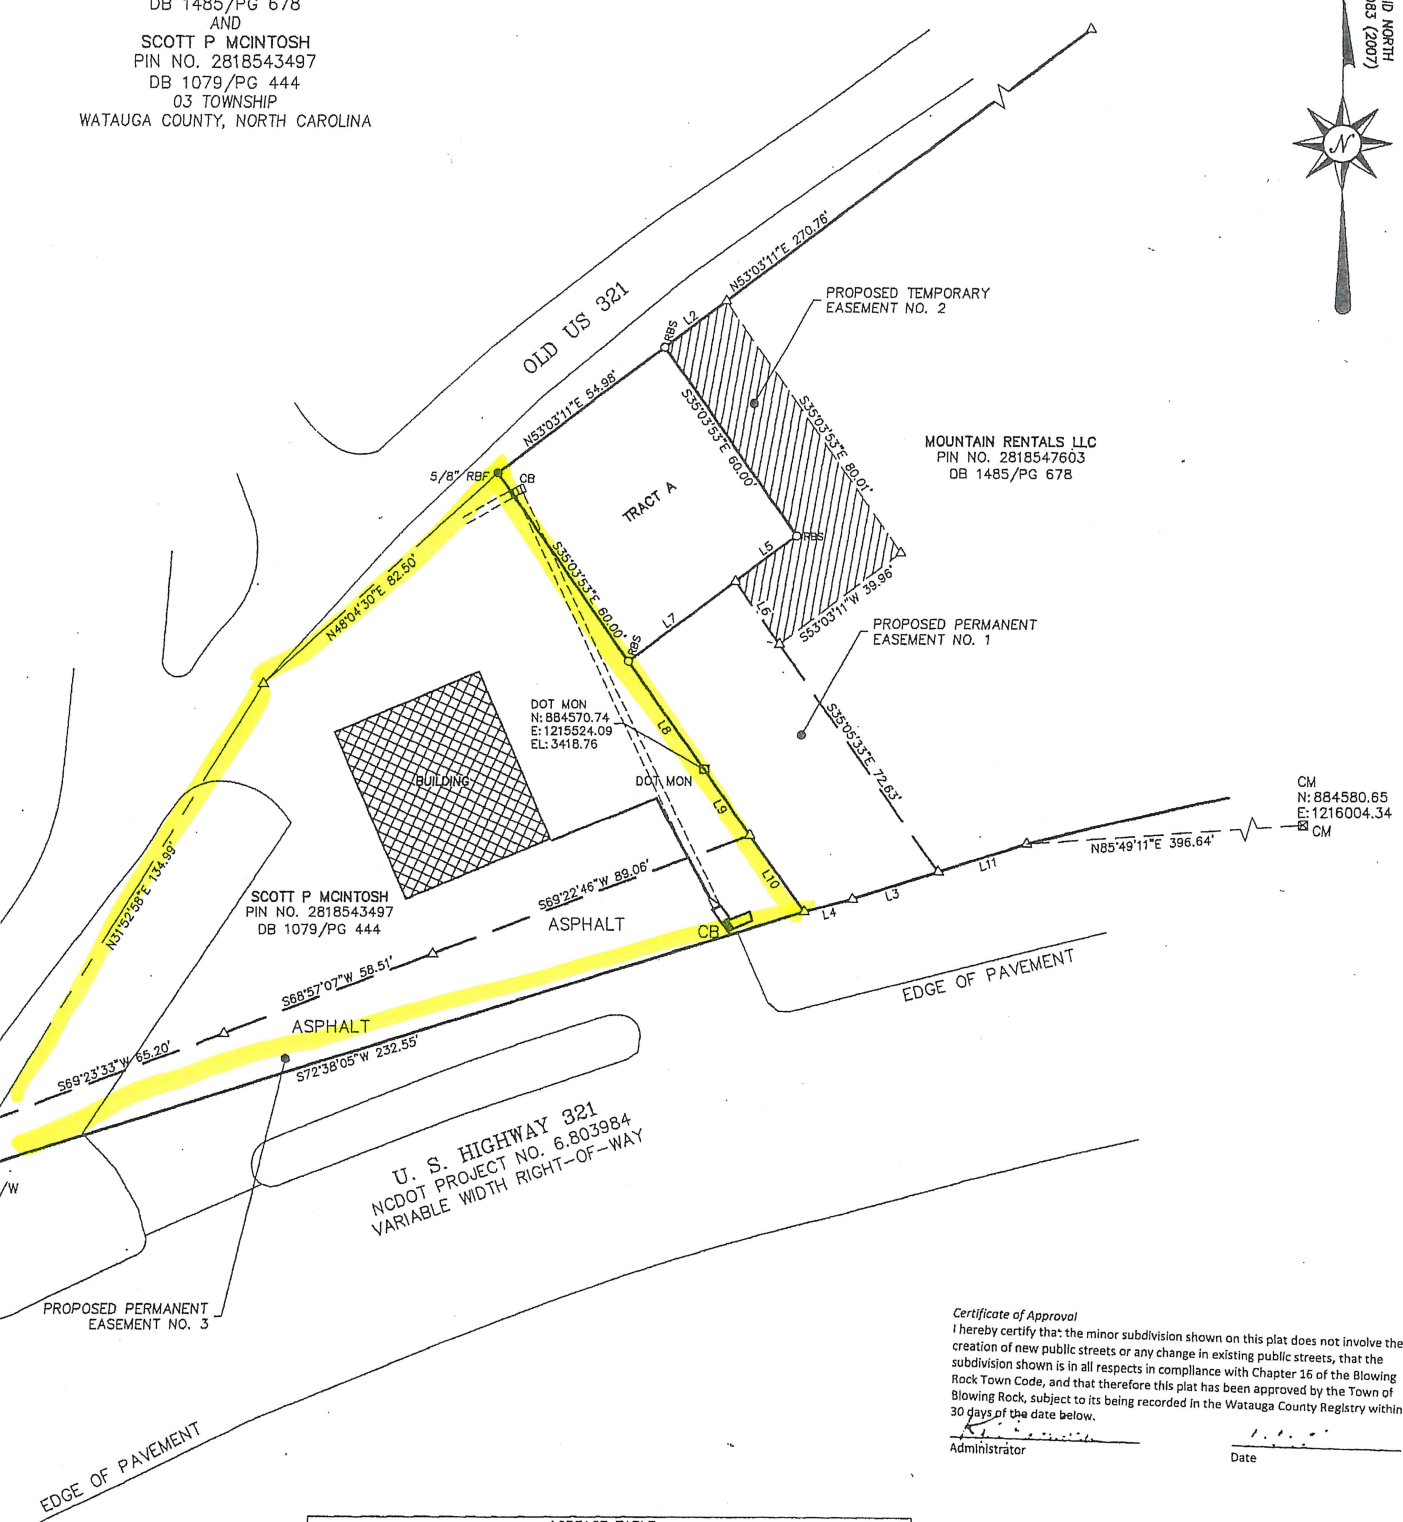 DB 1485/PG 678
AND
SCOTT P MCINTOSH
PIN NO. 2818543497
DB 1079/PG 444
03 TOWNSHIP
WATAUGA COUNTY, NORTH CAROLINA
ID NORTH
983 (2007)
N
N53°03'11"E 270.76'
PROPOSED TEMPORARY
EASEMENT NO. 2
OLD US 321
L2
RBS
N53°03'11"E 54.98'
S35°03'53"E 60.00'
S35°03'53"E 80.01'
MOUNTAIN RENTALS LLC
PIN NO. 2818547603
DB 1485/PG 678
5/8" RBF
CB
TRACT A
RBS
L5
S35°03'53"E 60.00'
N48°04'30"E 82.50'
L6
S53°03'11"W 39.96'
L7
RBS
PROPOSED PERMANENT
EASEMENT NO. 1
DOT MON
N: 884570.74
E: 1215524.09
EL: 3418.76
L8
S35°05'33"E 72.63'
BUILDING
DOT MON
L9
CM
N: 884580.65
E: 1216004.34
CM
N85°49'11"E 396.64'
L11
N31°52'58"E 134.99'
SCOTT P MCINTOSH
PIN NO. 2818543497
DB 1079/PG 444
S69°22'46"W 89.06'
L10
L3
L4
ASPHALT
CB
EDGE OF PAVEMENT
S68°57'07"W 58.51'
ASPHALT
S69°23'33"W 65.20'
S72°38'05"W 232.55'
U. S. HIGHWAY 321
NCDOT PROJECT NO. 6.803984
VARIABLE WIDTH RIGHT-OF-WAY
/W
PROPOSED PERMANENT
EASEMENT NO. 3
EDGE OF PAVEMENT
Certificate of Approval
I hereby certify that the minor subdivision shown on this plat does not involve the
creation of new public streets or any change in existing public streets, that the
subdivision shown is in all respects in compliance with Chapter 16 of the Blowing
Rock Town Code, and that therefore this plat has been approved by the Town of
Blowing Rock, subject to its being recorded in the Watauga County Registry within
30 days of the date below.
Administrator
Date